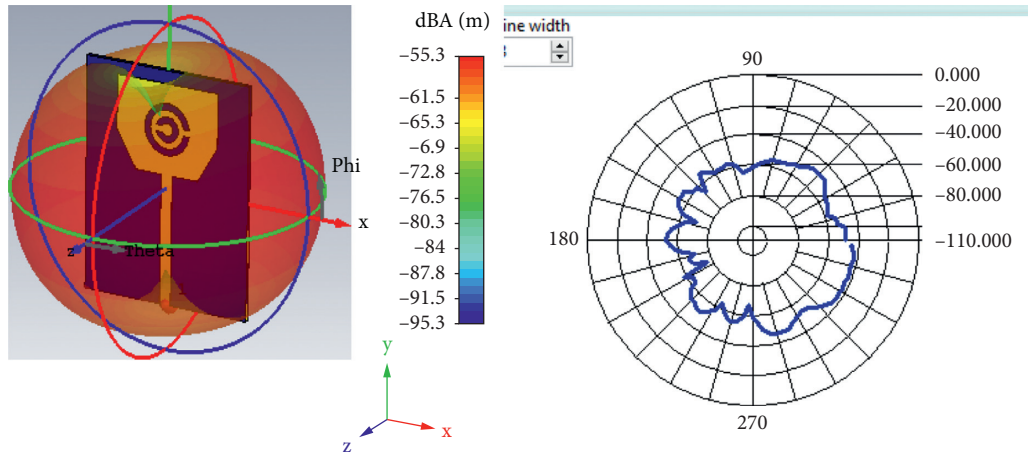 Phi
x
z
Theta
dBA (m)
−55.3
−61.5
−65.3
−6.9
−72.8
−76.5
−80.3
−84
−87.8
−91.5
−95.3
y
z
x
ine width
90
0.000
−20.000
−40.000
−60.000
−80.000
−110.000
180
270